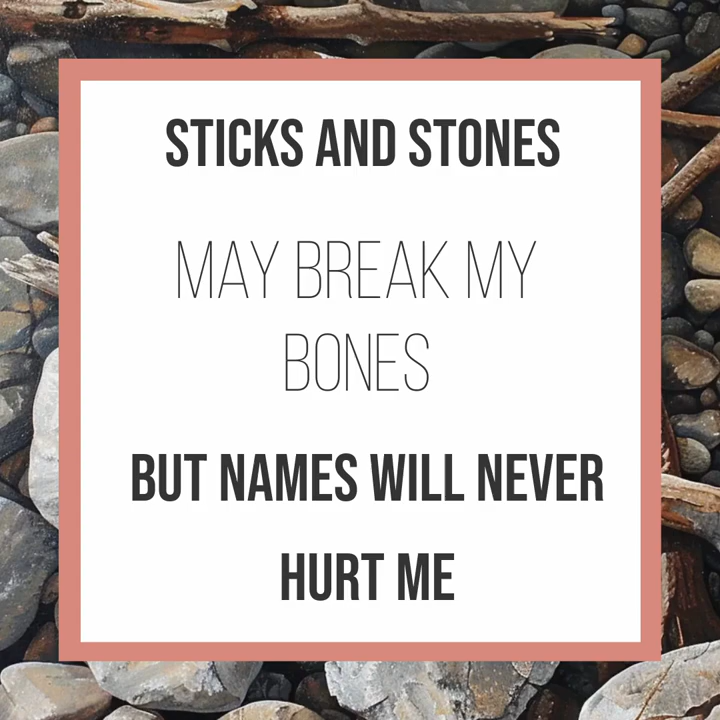 STICKS AND STONES
MAY BREAK MY
BONES
BUT NAMES WILL NEVER
HURT ME